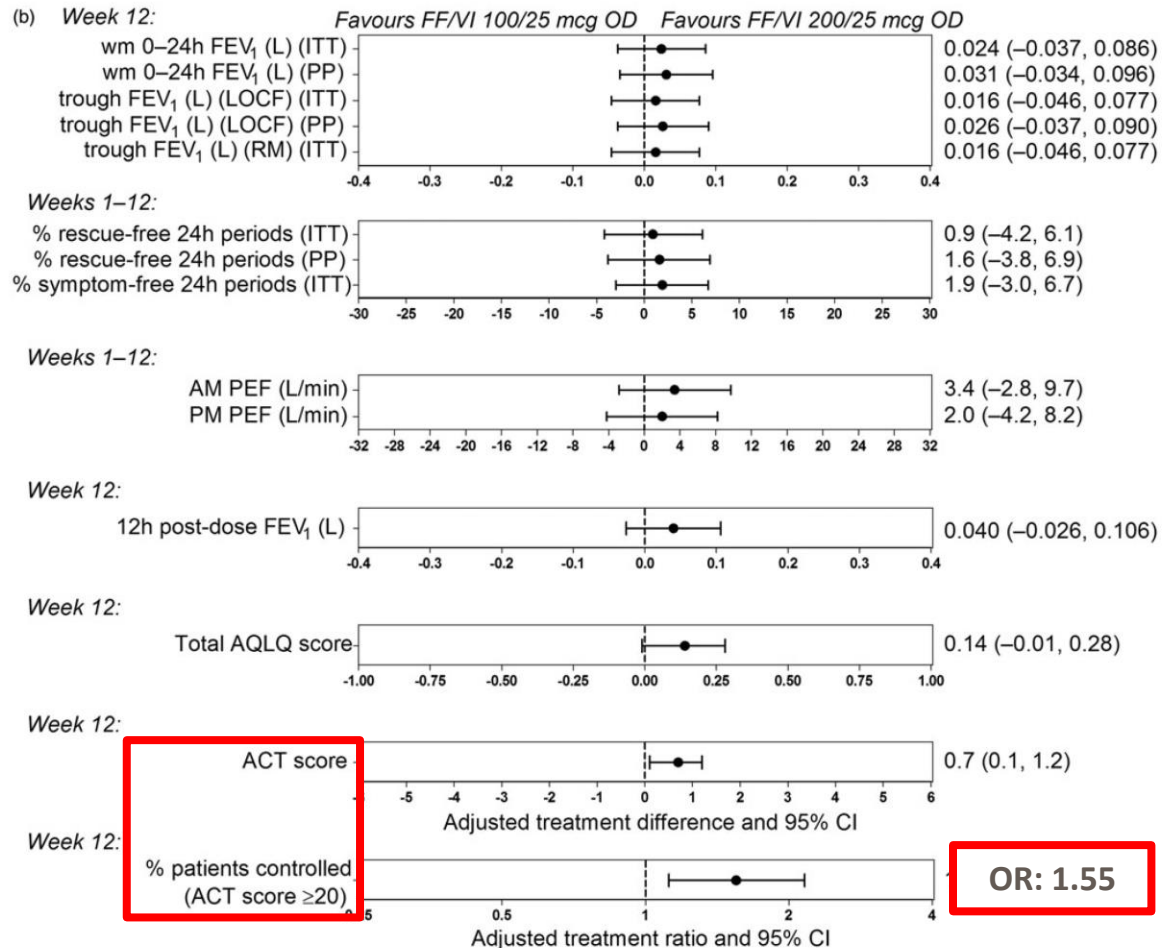 (b) Week 12: Favours FF/VI 100/25 mcg OD Favours FF/VI 200/25 mcg OD
wm 0–24h FEV₁ (L) (ITT) 0.024 (–0.037, 0.086)
wm 0–24h FEV₁ (L) (PP) 0.031 (–0.034, 0.096)
trough FEV₁ (L) (LOCF) (ITT) 0.016 (–0.046, 0.077)
trough FEV₁ (L) (LOCF) (PP) 0.026 (–0.037, 0.090)
trough FEV₁ (L) (RM) (ITT) 0.016 (–0.046, 0.077)
-0.4 -0.3 -0.2 -0.1 0.0 0.1 0.2 0.3 0.4
Weeks 1–12:
% rescue-free 24h periods (ITT) 0.9 (–4.2, 6.1)
% rescue-free 24h periods (PP) 1.6 (–3.8, 6.9)
% symptom-free 24h periods (ITT) 1.9 (–3.0, 6.7)
-30 -25 -20 -15 -10 -5 0 5 10 15 20 25 30
Weeks 1–12:
AM PEF (L/min) 3.4 (–2.8, 9.7)
PM PEF (L/min) 2.0 (–4.2, 8.2)
-32 -28 -24 -20 -16 -12 -8 -4 0 4 8 12 16 20 24 28 32
Week 12:
12h post-dose FEV₁ (L) 0.040 (–0.026, 0.106)
-0.4 -0.3 -0.2 -0.1 0.0 0.1 0.2 0.3 0.4
Week 12:
Total AQLQ score 0.14 (–0.01, 0.28)
-1.00 -0.75 -0.50 -0.25 0.00 0.25 0.50 0.75 1.00
Week 12:
ACT score 0.7 (0.1, 1.2)
-5 -4 -3 -2 -1 0 1 2 3 4 5 6
Adjusted treatment difference and 95% CI
Week 12:
% patients controlled
(ACT score ≥20) OR: 1.55
0.5 1 2 4
Adjusted treatment ratio and 95% CI